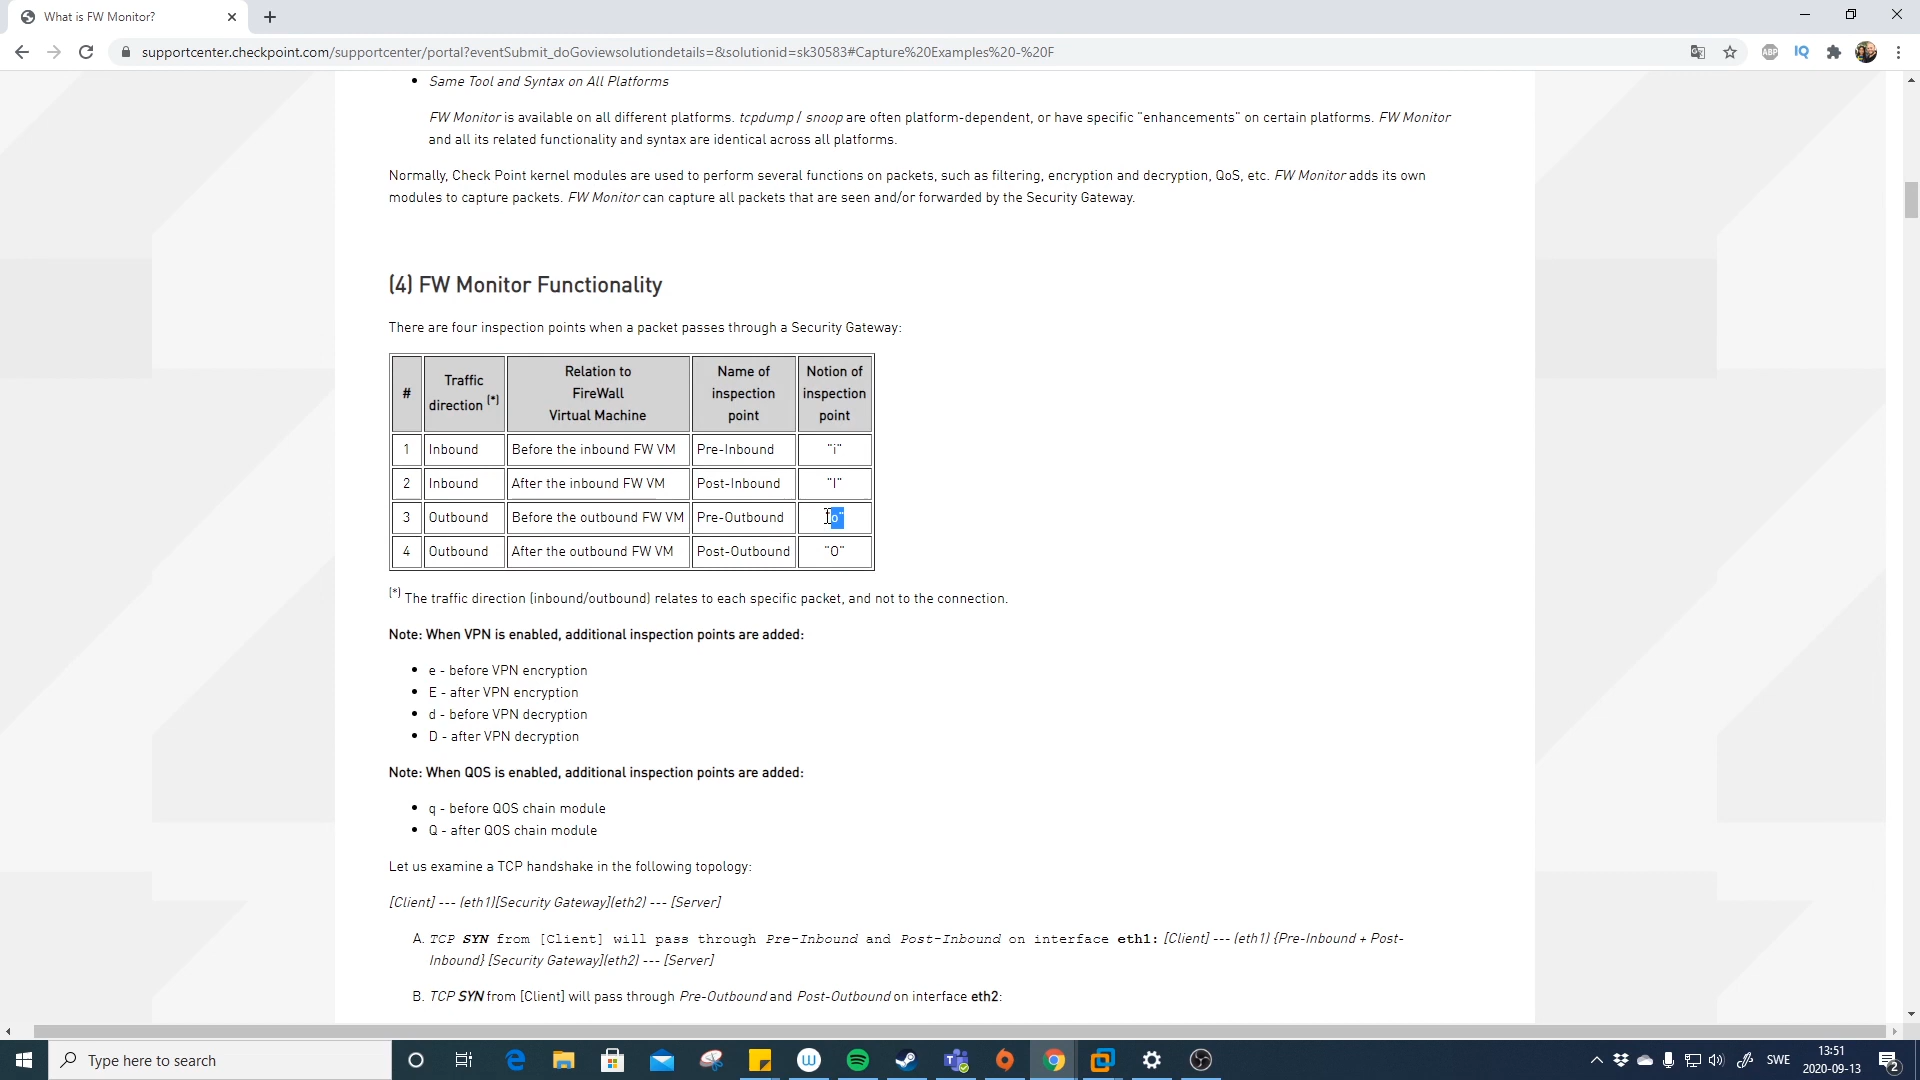 What is FW Monitor?
supportcenter.checkpoint.com/supportcenter/portal?eventSubmit_doGoviewsolutiondetails=&solutionid=sk30583#Capture%20Examples%20-%20F
ABP
IQ
• Same Tool and Syntax on All Platforms
FW Monitor is available on all different platforms. tcpdump / snoop are often platform-dependent, or have specific "enhancements" on certain platforms. FW Monitor
and all its related functionality and syntax are identical across all platforms.
Normally, Check Point kernel modules are used to perform several functions on packets, such as filtering, encryption and decryption, QoS, etc. FW Monitor adds its own
modules to capture packets. FW Monitor can capture all packets that are seen and/or forwarded by the Security Gateway.
(4) FW Monitor Functionality
There are four inspection points when a packet passes through a Security Gateway:
# Traffic direction (*) Relation to FireWall Virtual Machine Name of inspection point Notion of inspection point
1 Inbound Before the inbound FW VM Pre-Inbound "i"
2 Inbound After the inbound FW VM Post-Inbound "I"
3 Outbound Before the outbound FW VM Pre-Outbound "o"
4 Outbound After the outbound FW VM Post-Outbound "O"
(*) The traffic direction (inbound/outbound) relates to each specific packet, and not to the connection.
Note: When VPN is enabled, additional inspection points are added:
• e - before VPN encryption
• E - after VPN encryption
• d - before VPN decryption
• D - after VPN decryption
Note: When QOS is enabled, additional inspection points are added:
• q - before QOS chain module
• Q - after QOS chain module
Let us examine a TCP handshake in the following topology:
[Client] --- (eth1)[Security Gateway](eth2) --- [Server]
A. TCP SYN from [Client] will pass through Pre-Inbound and Post-Inbound on interface eth1: [Client] --- (eth1) {Pre-Inbound + Post-
Inbound} [Security Gateway](eth2) --- [Server]
B. TCP SYN from [Client] will pass through Pre-Outbound and Post-Outbound on interface eth2:
Type here to search
SWE
13:51
2020-09-13
2